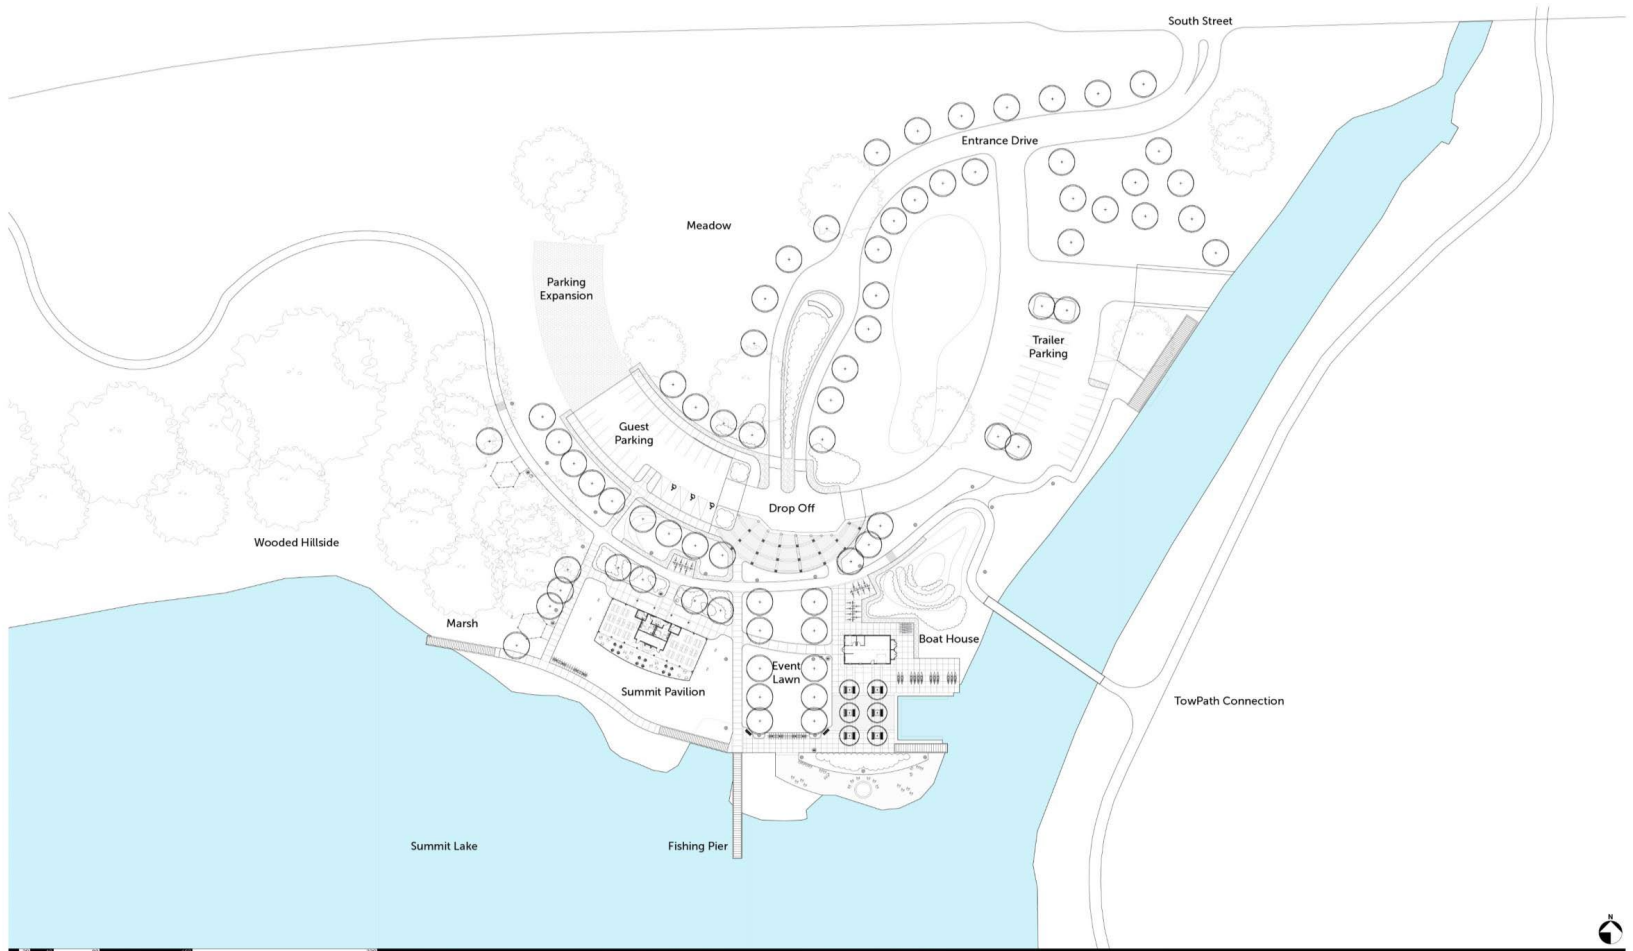 South Street
Entrance Drive
Meadow
Parking
Expansion
Trailer
Parking
Guest
Parking
Drop Off
Wooded Hillside
Marsh
Boat House
Event
Lawn
Summit Pavilion
TowPath Connection
Summit Lake
Fishing Pier
N